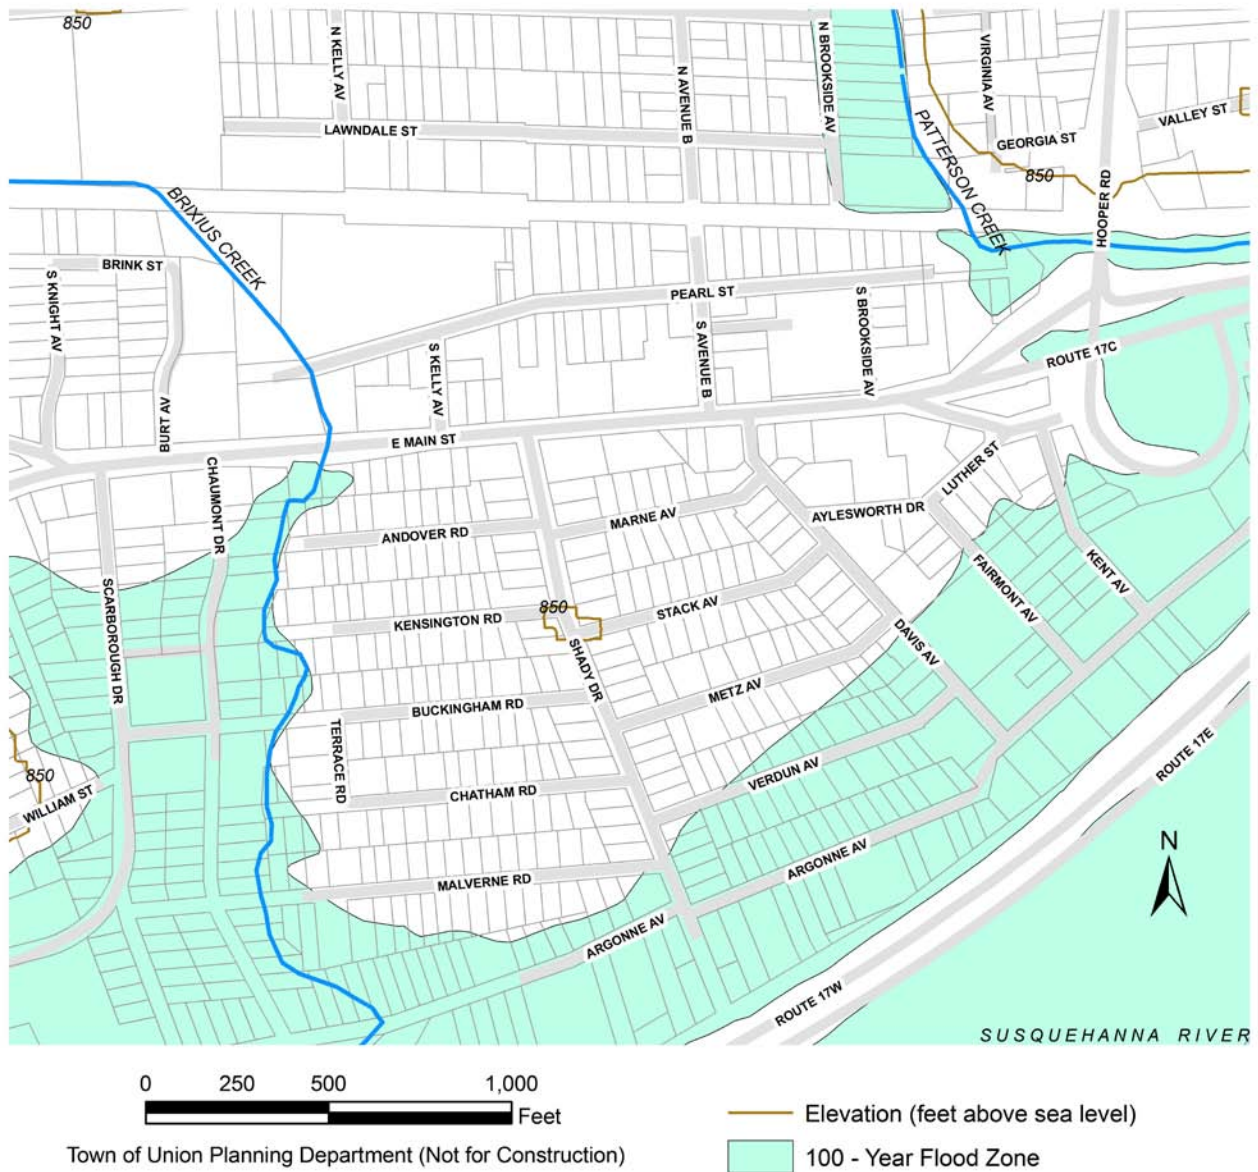 850
N KELLY AV
N AVENUE B
N BROOKSIDE AV
VIRGINIA AV
VALLEY ST
LAWNDALE ST
PATTERSON CREEK
GEORGIA ST
850
HOOPER RD
BRIXIUS CREEK
BRINK ST
S KNIGHT AV
PEARL ST
S BROOKSIDE AV
S AVENUE B
S KELLY AV
ROUTE 17C
BURT AV
E MAIN ST
CHAUMONT DR
LUTHER ST
AYLESWORTH DR
MARNE AV
ANDOVER RD
SCARBOROUGH DR
KENT AV
FAIRMONT AV
850
STACK AV
KENSINGTON RD
SHADY DR
DAVIS AV
METZ AV
BUCKINGHAM RD
TERRACE RD
ROUTE 17E
850
WILLIAM ST
VERDUN AV
CHATHAM RD
ARGONNE AV
MALVERNE RD
N
ARGONNE AV
ROUTE 17W
SUSQUEHANNA RIVER
0 250 500 1,000
Feet
Elevation (feet above sea level)
Town of Union Planning Department (Not for Construction)
100 - Year Flood Zone